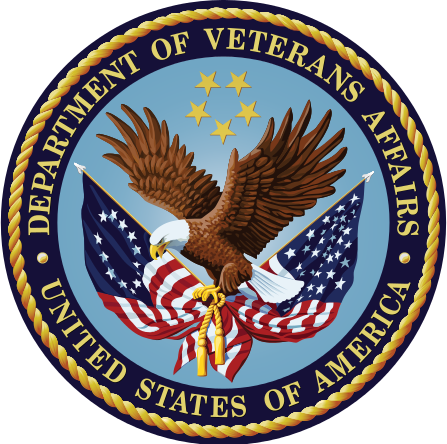 DEPARTMENT OF VETERANS AFFAIRS
UNITED STATES OF AMERICA